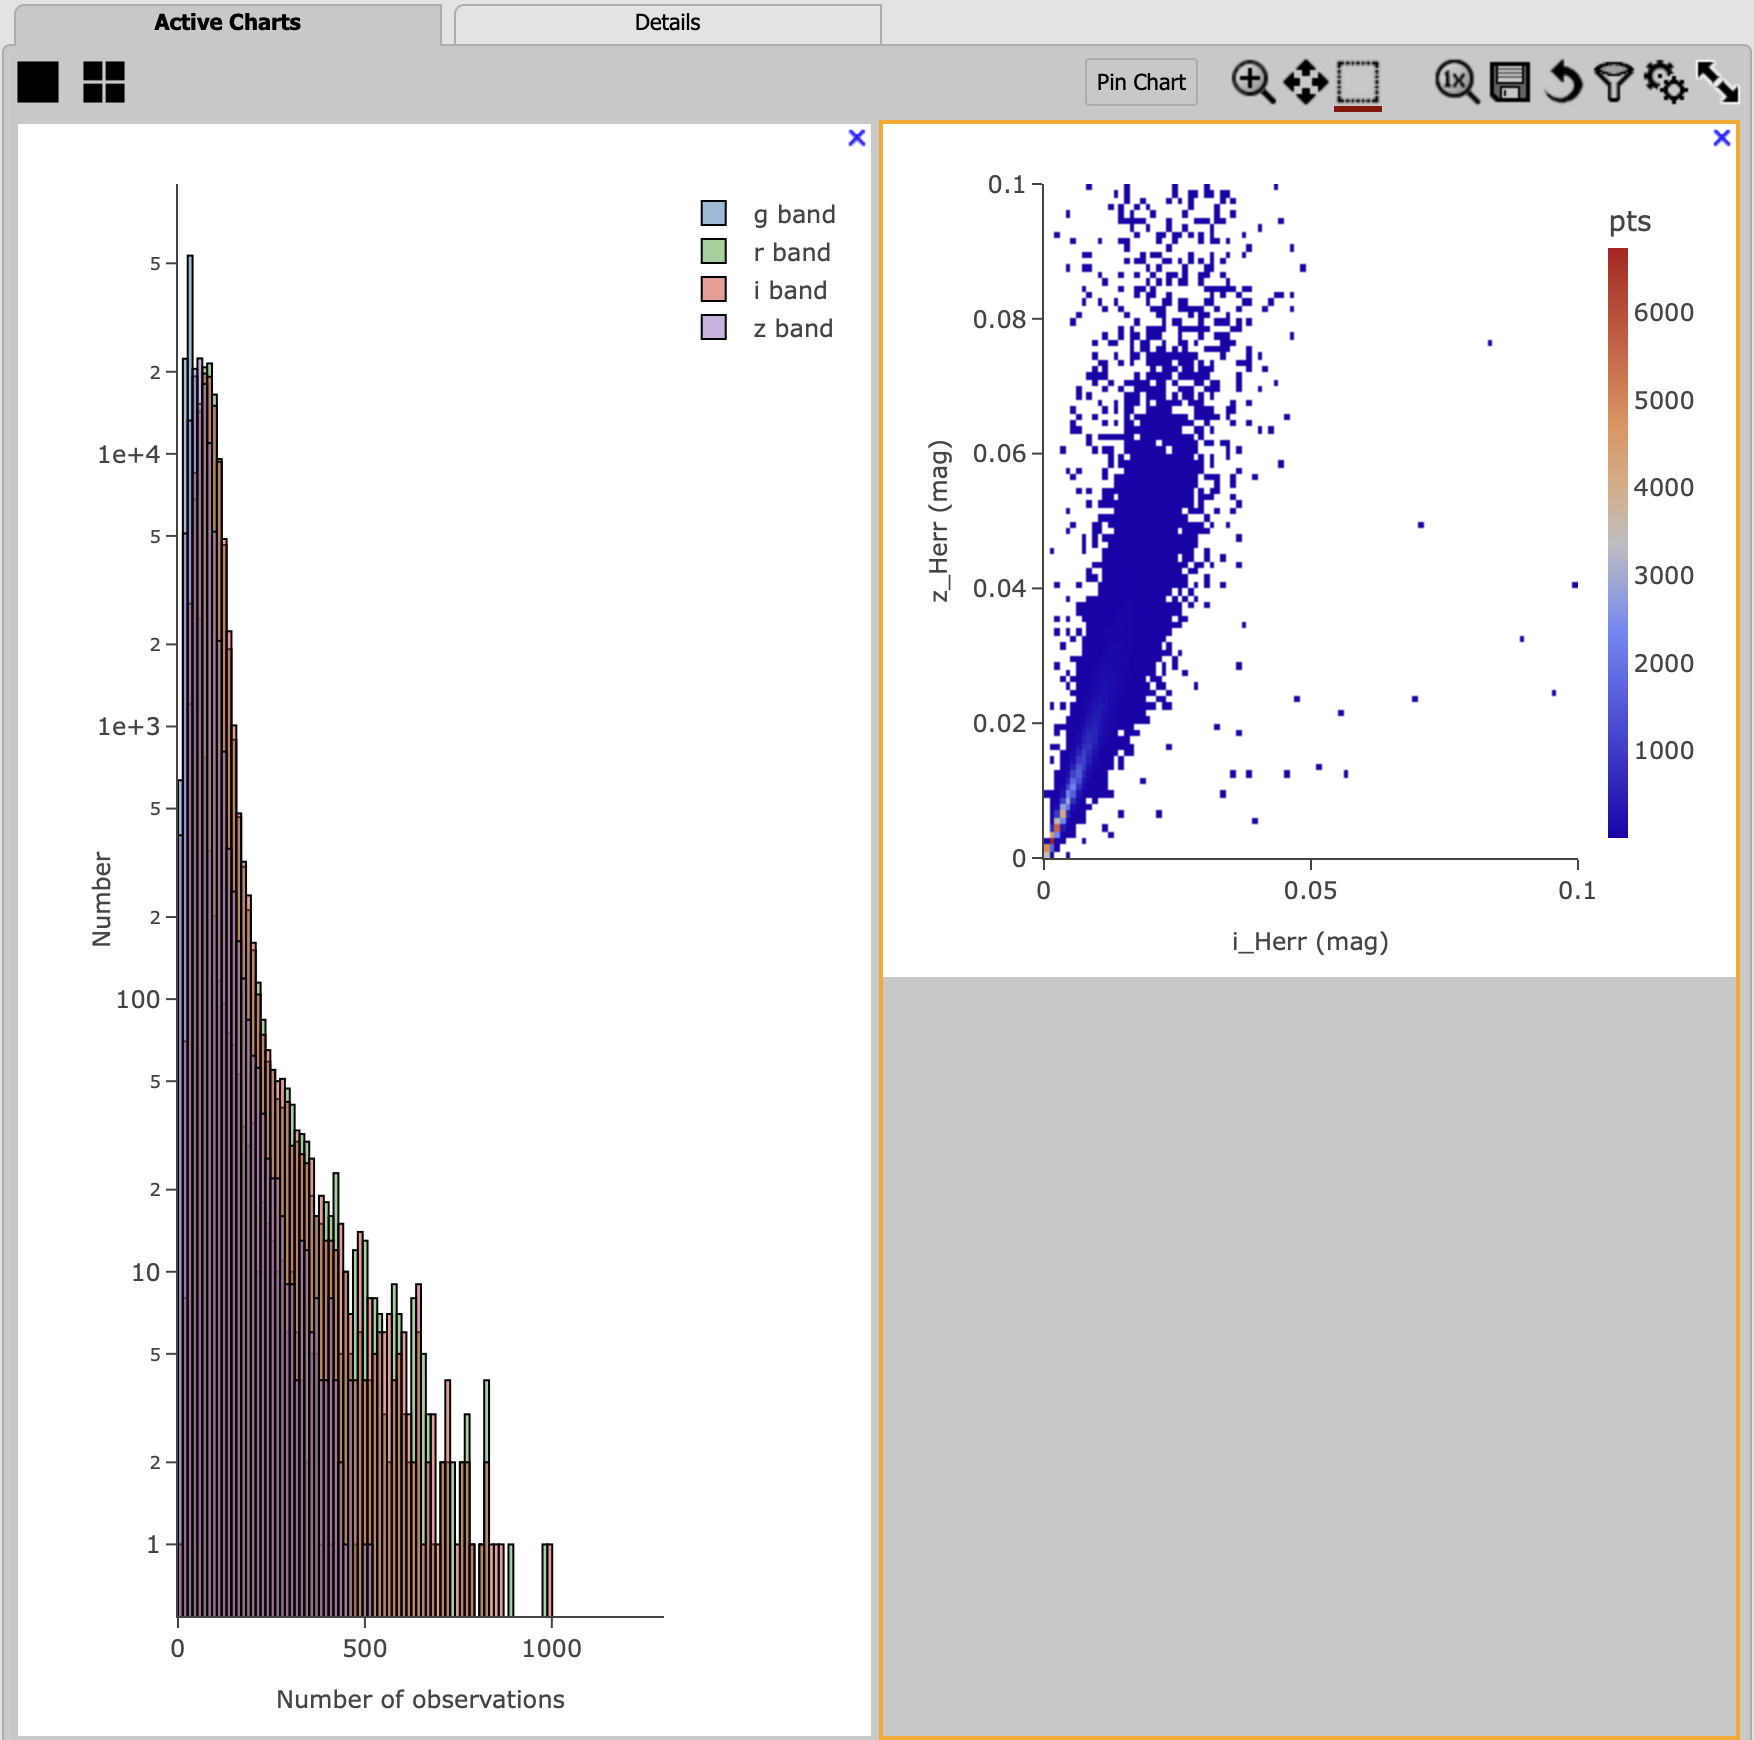 Active Charts
Details
Pin Chart
1x
g band
r band
i band
z band
5
2
1e+4
5
2
1e+3
5
2
100
5
2
10
5
2
1
Number
0
500
1000
Number of observations
pts
0.1
0.08
0.06
0.04
0.02
0
z_Herr (mag)
0
0.05
0.1
i_Herr (mag)
6000
5000
4000
3000
2000
1000